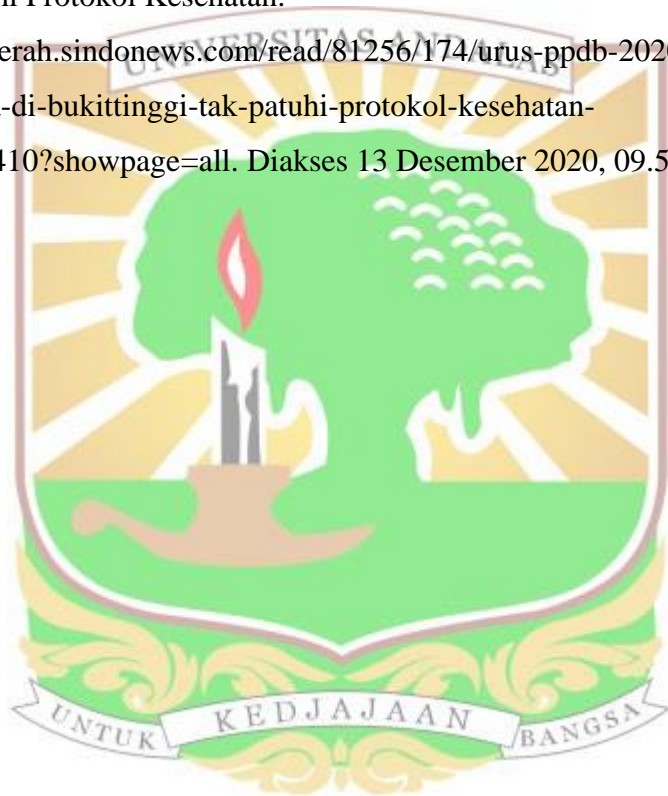 Protokol Kesehatan.
erah.sindonews.com/read/81256/174/urus-ppdb-2020
-di-bukittinggi-tak-patuhi-protokol-kesehatan-
410?showpage=all. Diakses 13 Desember 2020, 09.5
UNIVERSITAS ANDALAS
UNTUK KEDJAJAAN BANGSA